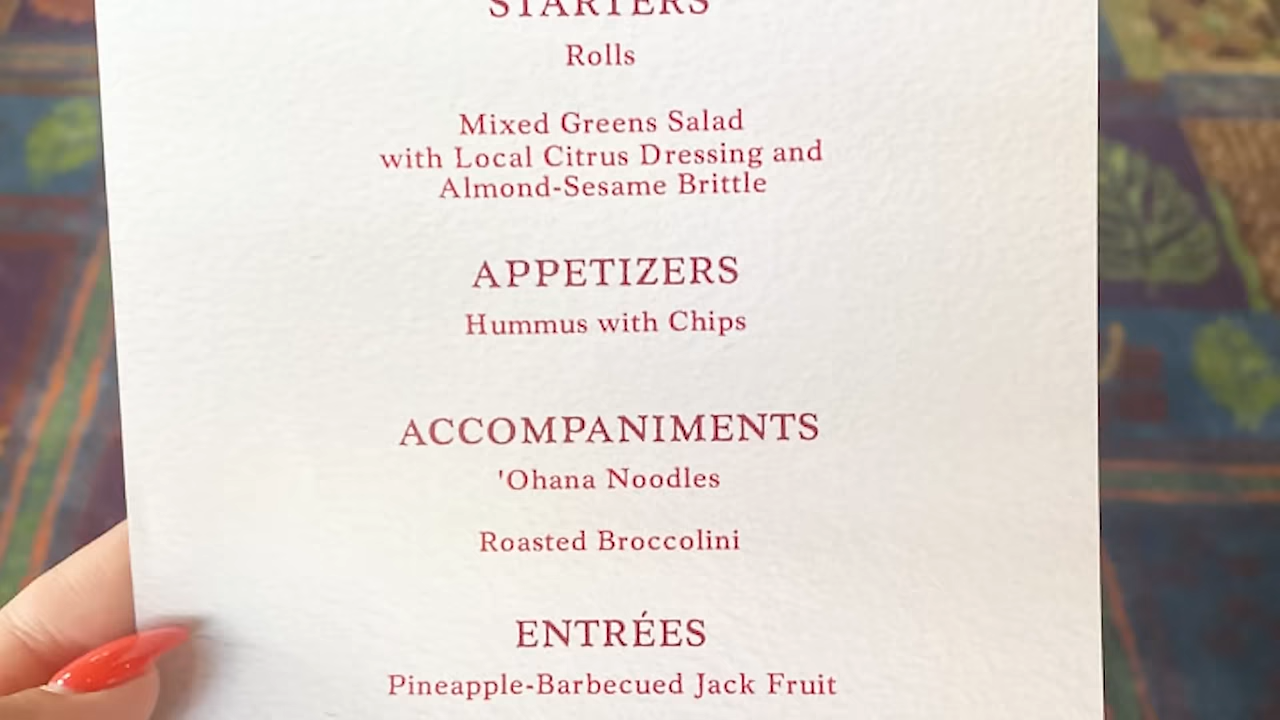 STARTERS
Rolls
Mixed Greens Salad
with Local Citrus Dressing and
Almond-Sesame Brittle
APPETIZERS
Hummus with Chips
ACCOMPANIMENTS
'Ohana Noodles
Roasted Broccolini
ENTRÉES
Pineapple-Barbecued Jack Fruit